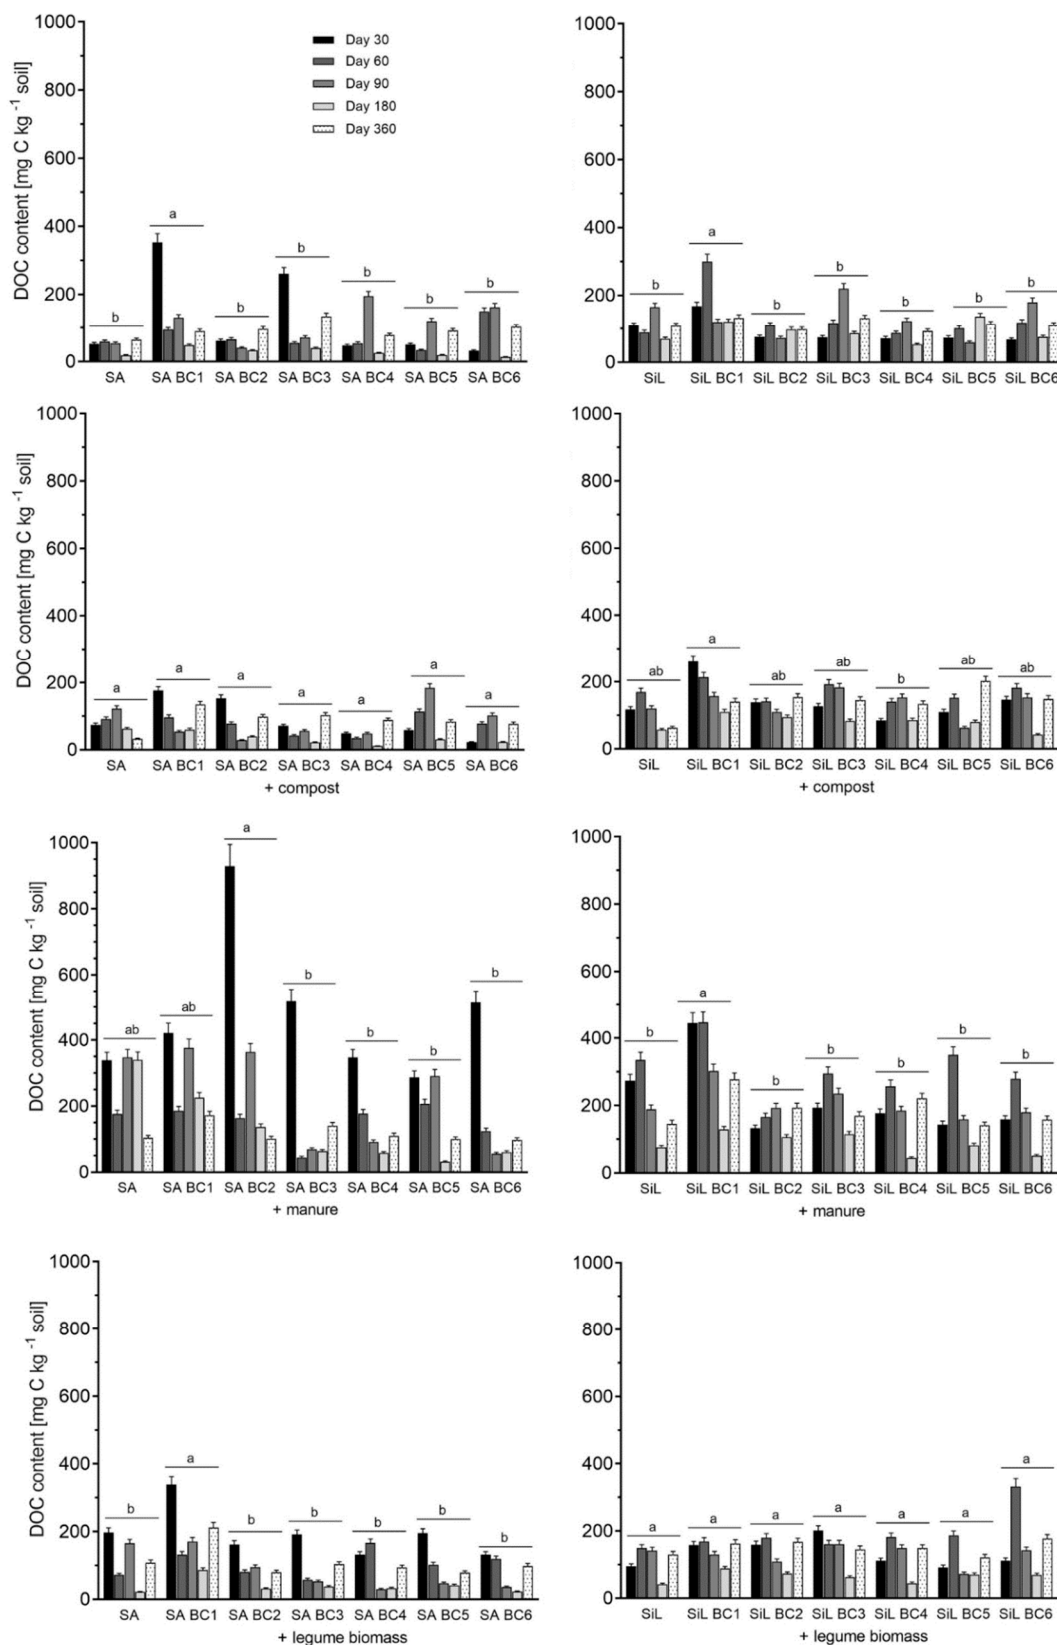 1000
800
600
400
200
0
DOC content [mg C kg -1 soil]
Day 30
Day 60
Day 90
Day 180
Day 360
b a b b b b b
SA SA BC1 SA BC2 SA BC3 SA BC4 SA BC5 SA BC6
1000
800
600
400
200
0
b a b b b b b
SiL SiL BC1 SiL BC2 SiL BC3 SiL BC4 SiL BC5 SiL BC6
1000
800
600
400
200
0
DOC content [mg C kg -1 soil]
a a a a a a a
SA SA BC1 SA BC2 SA BC3 SA BC4 SA BC5 SA BC6
+ compost
1000
800
600
400
200
0
ab a ab ab b ab ab
SiL SiL BC1 SiL BC2 SiL BC3 SiL BC4 SiL BC5 SiL BC6
+ compost
1000
800
600
400
200
0
DOC content [mg C kg -1 soil]
ab ab a b b b b
SA SA BC1 SA BC2 SA BC3 SA BC4 SA BC5 SA BC6
+ manure
1000
800
600
400
200
0
b a b b b b b
SiL SiL BC1 SiL BC2 SiL BC3 SiL BC4 SiL BC5 SiL BC6
+ manure
1000
800
600
400
200
0
DOC content [mg C kg -1 soil]
b a b b b b b
SA SA BC1 SA BC2 SA BC3 SA BC4 SA BC5 SA BC6
+ legume biomass
1000
800
600
400
200
0
a a a a a a a
SiL SiL BC1 SiL BC2 SiL BC3 SiL BC4 SiL BC5 SiL BC6
+ legume biomass